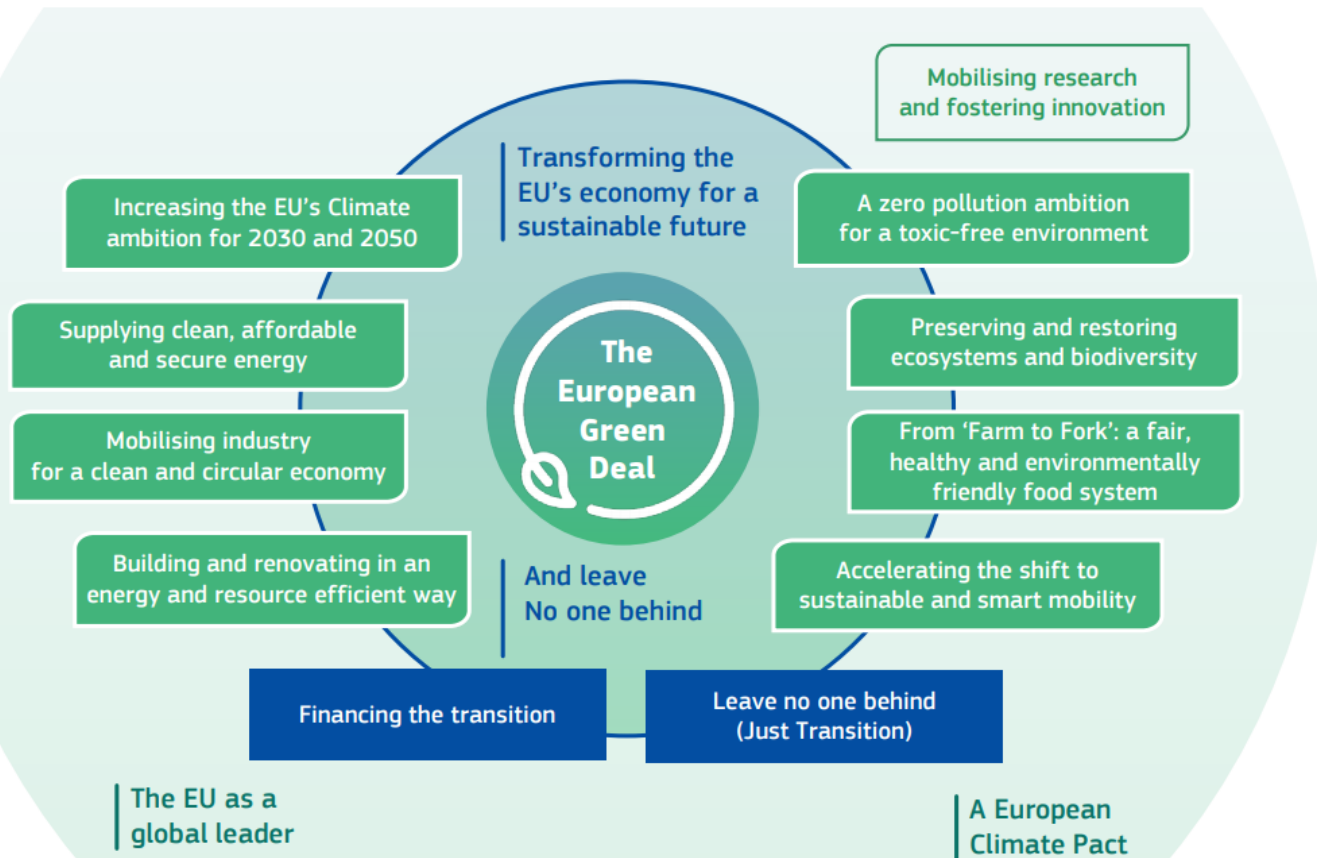 Mobilising research
and fostering innovation
Transforming the
EU's economy for a
sustainable future
Increasing the EU's Climate
ambition for 2030 and 2050
A zero pollution ambition
for a toxic-free environment
Supplying clean, affordable
and secure energy
Preserving and restoring
ecosystems and biodiversity
The
European
Green
Deal
Mobilising industry
for a clean and circular economy
From ‘Farm to Fork’: a fair,
healthy and environmentally
friendly food system
Building and renovating in an
energy and resource efficient way
Accelerating the shift to
sustainable and smart mobility
And leave
No one behind
Financing the transition
Leave no one behind
(Just Transition)
The EU as a
global leader
A European
Climate Pact